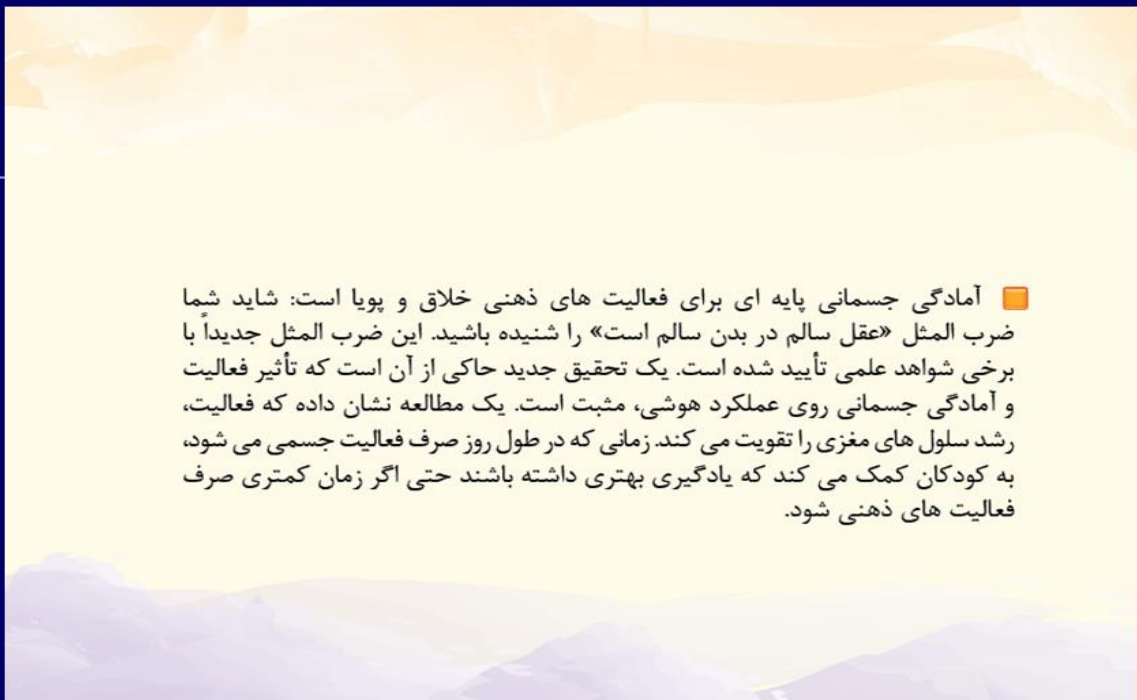 آمادگی جسمانی پایه ای برای فعالیت های ذهنی خلاق و پویا است: شاید شما
ضرب المثل «عقل سالم در بدن سالم است» را شنیده باشید. این ضرب المثل جدیداً با
برخی شواهد علمی تأیید شده است. یک تحقیق جدید حاکی از آن است که تأثیر فعالیت
و آمادگی جسمانی روی عملکرد هوشی، مثبت است. یک مطالعه نشان داده که فعالیت،
رشد سلول های مغزی را تقویت می کند. زمانی که در طول روز صرف فعالیت جسمی می شود،
به کودکان کمک می کند که یادگیری بهتری داشته باشند حتی اگر زمان کمتری صرف
فعالیت های ذهنی شود.